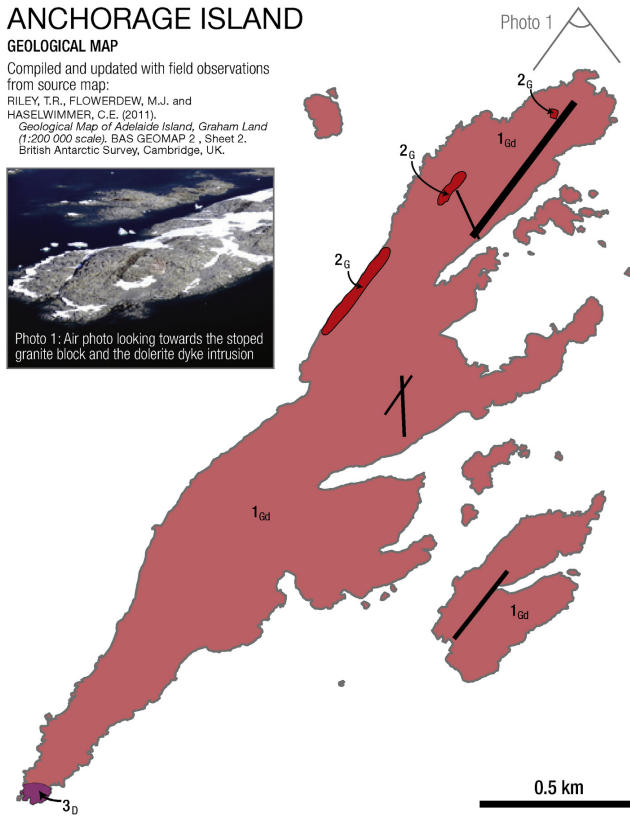 ANCHORAGE ISLAND
GEOLOGICAL MAP
Compiled and updated with field observations
from source map:
RILEY, T.R., FLOWERDEW, M.J. and
HASELWIMMER, C.E. (2011).
Geological Map of Adelaide Island, Graham Land
(1:200 000 scale). BAS GEOMAP 2 , Sheet 2.
British Antarctic Survey, Cambridge, UK.
Photo 1: Air photo looking towards the stoped
granite block and the dolerite dyke intrusion
Photo 1
2G
1Gd
2G
2G
1Gd
1Gd
3D
0.5 km